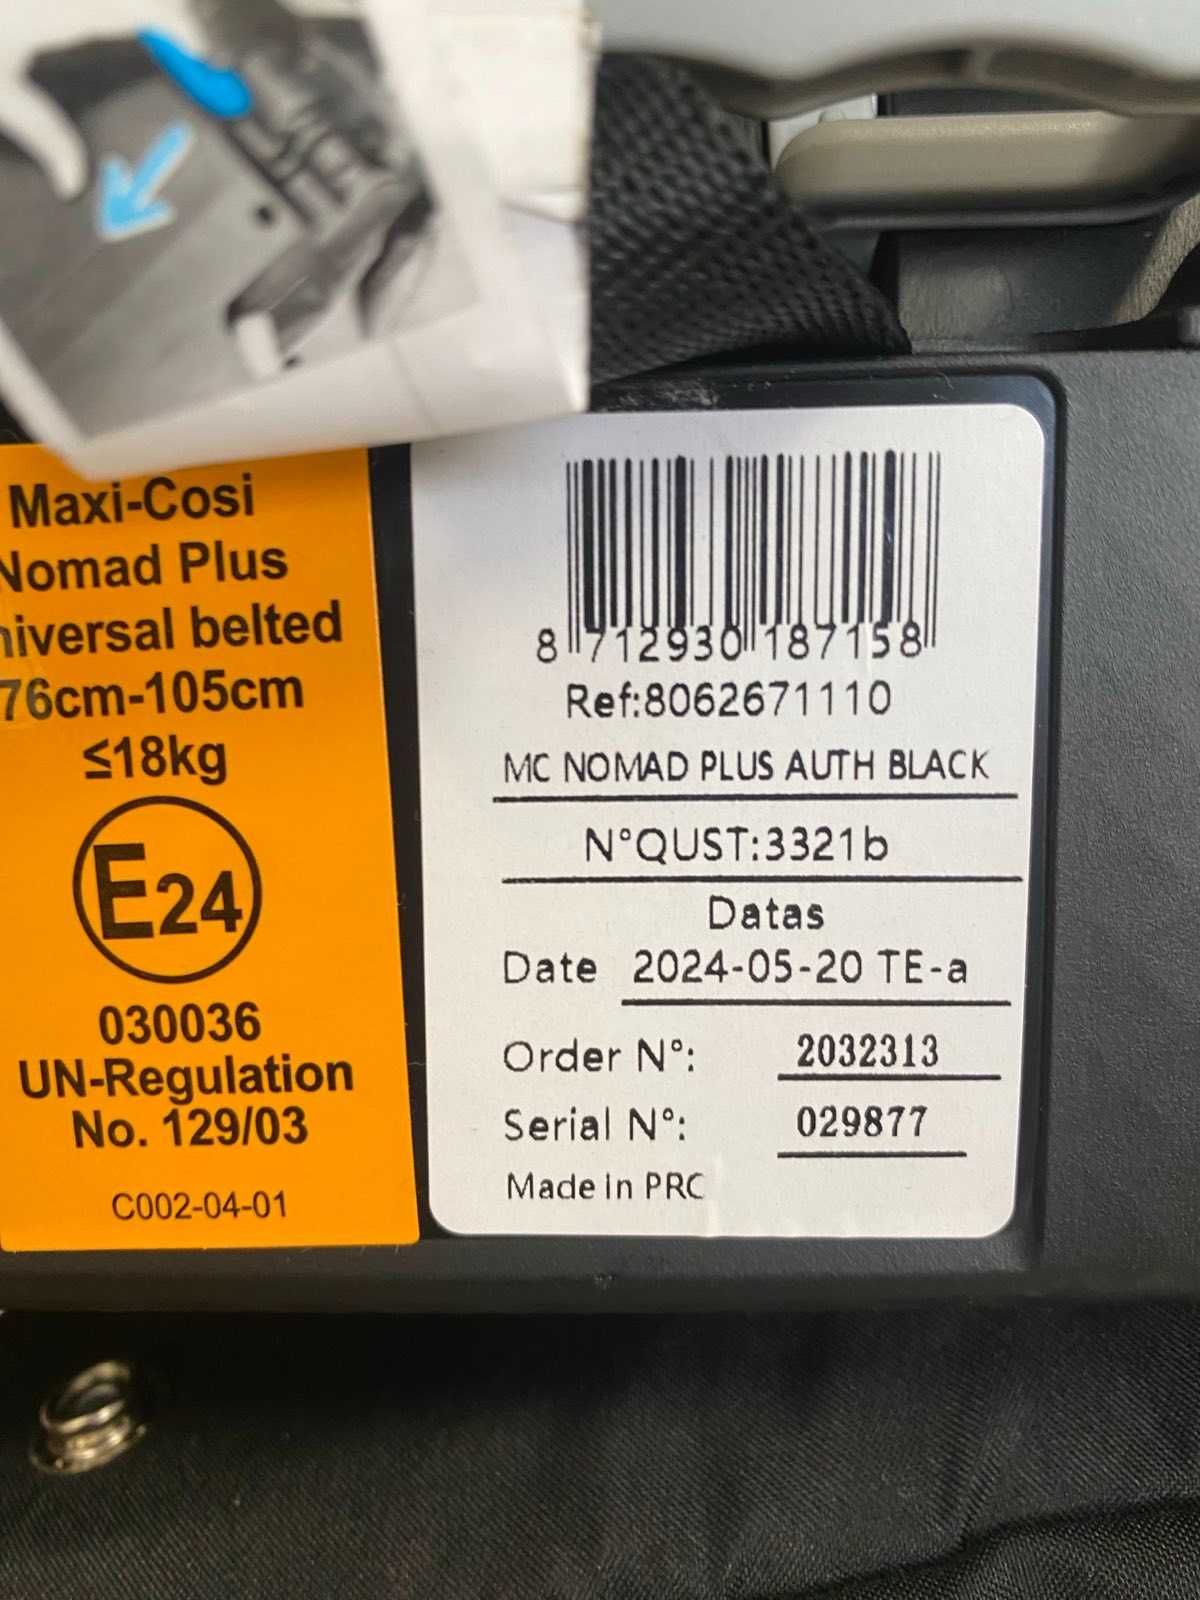 Maxi-Cosi
Nomad Plus
niversal belted
76cm-105cm
≤18kg
E24
030036
UN-Regulation
No. 129/03
C002-04-01
8 712930 187158
Ref:8062671110
MC NOMAD PLUS AUTH BLACK
N°QUST:3321b
Datas
Date 2024-05-20 TE-a
Order N°: 2032313
Serial N°: 029877
Made in PRC